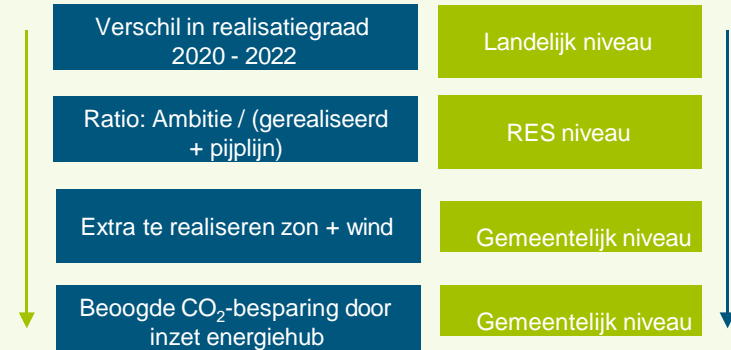 Verschil in realisatiegraad
2020 - 2022
Landelijk niveau
Ratio: Ambitie / (gerealiseerd
+ pijplijn)
RES niveau
Extra te realiseren zon + wind
Gemeentelijk niveau
Beoogde CO₂-besparing door
inzet energiehub
Gemeentelijk niveau